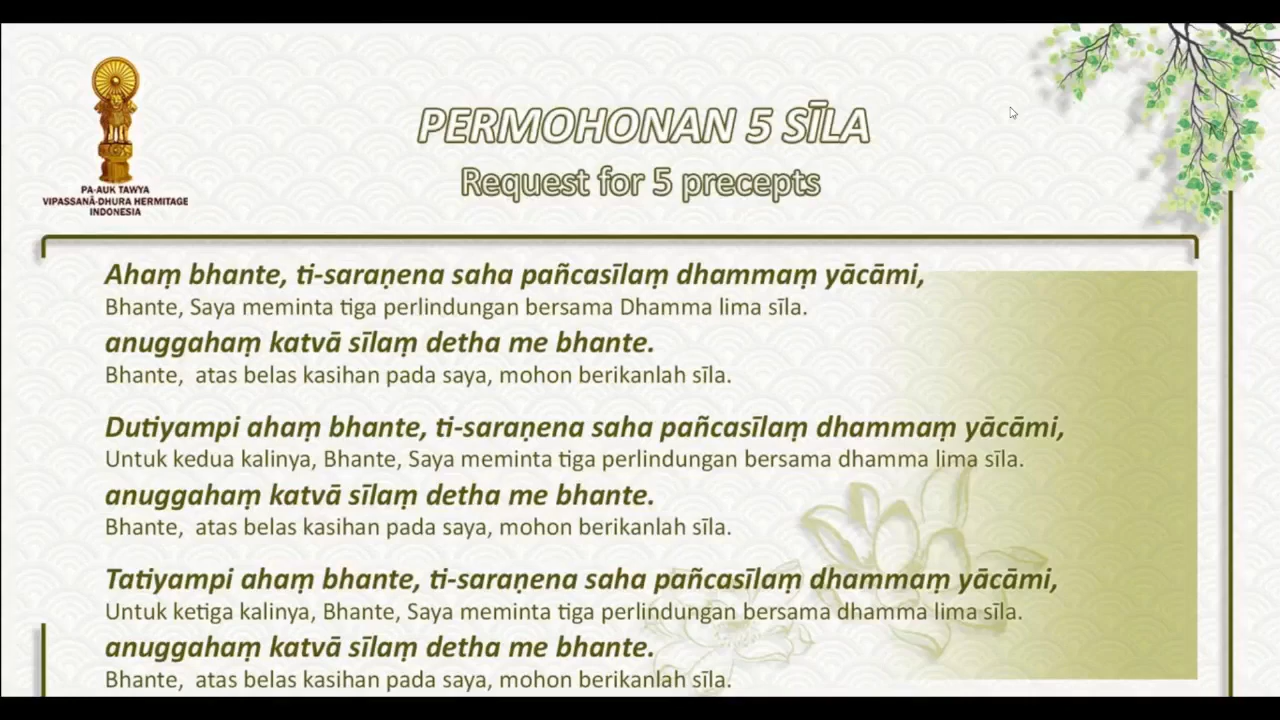 PA-AUK TAWYA
VIPASSANĀ-DHURA HERMITAGE
INDONESIA
PERMOHONAN 5 SĪLA
Request for 5 precepts
Ahaṃ bhante, ti-saraṇena saha pañcasīlaṃ dhammaṃ yācāmi,
Bhante, Saya meminta tiga perlindungan bersama Dhamma lima sīla.
anuggahaṃ katvā sīlaṃ detha me bhante.
Bhante,  atas belas kasihan pada saya, mohon berikanlah sīla.
Dutiyampi ahaṃ bhante, ti-saraṇena saha pañcasīlaṃ dhammaṃ yācāmi,
Untuk kedua kalinya, Bhante, Saya meminta tiga perlindungan bersama dhamma lima sīla.
anuggahaṃ katvā sīlaṃ detha me bhante.
Bhante,  atas belas kasihan pada saya, mohon berikanlah sīla.
Tatiyampi ahaṃ bhante, ti-saraṇena saha pañcasīlaṃ dhammaṃ yācāmi,
Untuk ketiga kalinya, Bhante, Saya meminta tiga perlindungan bersama dhamma lima sīla.
anuggahaṃ katvā sīlaṃ detha me bhante.
Bhante,  atas belas kasihan pada saya, mohon berikanlah sīla.